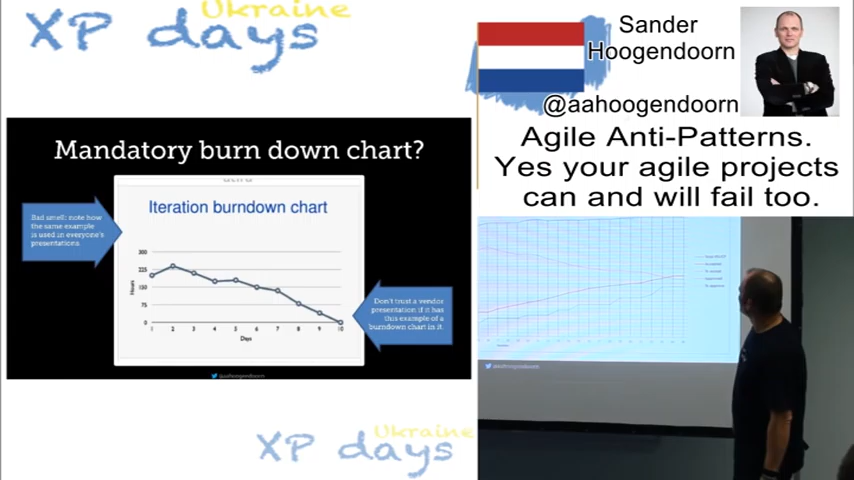 XP days
Ukraine
Sander
Hoogendoorn
@aahoogendoorn
Agile Anti-Patterns.
Yes your agile projects
can and will fail too.
Mandatory burn down chart?
Iteration burndown chart
Bad smell: note how
the same example
is used in everyone's
presentations.
300
225
150
75
0
Hours
1 2 3 4 5 6 7 8 9 10
Days
Don't trust a vendor
presentation if it has
this example of a
burndown chart in it.
@aahoogendoorn
@aahoogendoorn
XP days
Ukraine